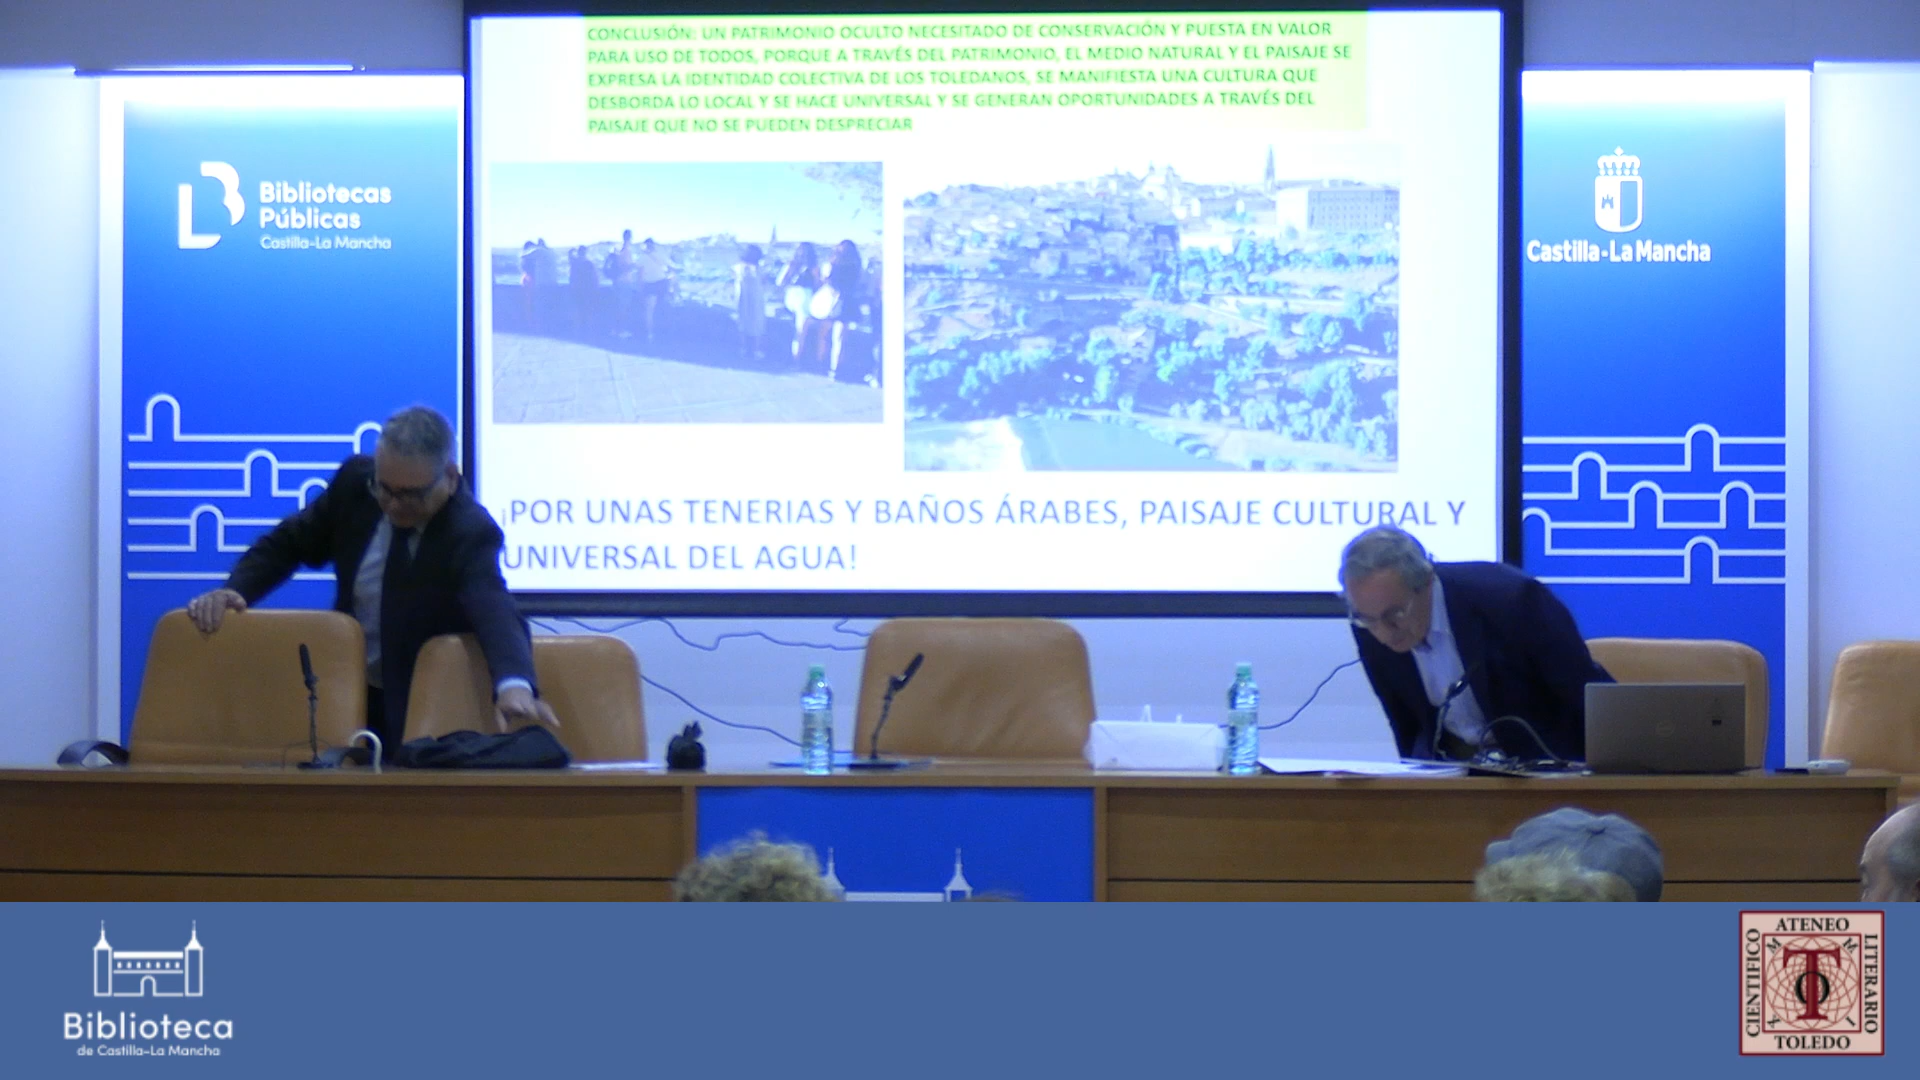 CONCLUSIÓN: UN PATRIMONIO OCULTO NECESITADO DE CONSERVACIÓN Y PUESTA EN VALOR
PARA USO DE TODOS, PORQUE A TRAVÉS DEL PATRIMONIO, EL MEDIO NATURAL Y EL PAISAJE SE
EXPRESA LA IDENTIDAD COLECTIVA DE LOS TOLEDANOS, SE MANIFIESTA UNA CULTURA QUE
DESBORDA LO LOCAL Y SE HACE UNIVERSAL Y SE GENERAN OPORTUNIDADES A TRAVÉS DEL
PAISAJE QUE NO SE PUEDEN DESPRECIAR
Bibliotecas
Públicas
Castilla-La Mancha
Castilla-La Mancha
¡POR UNAS TENERIAS Y BAÑOS ÁRABES, PAISAJE CULTURAL Y
UNIVERSAL DEL AGUA!
Biblioteca
de Castilla-La Mancha
ATENEO
CIENTÍFICO
LITERARIO
TOLEDO